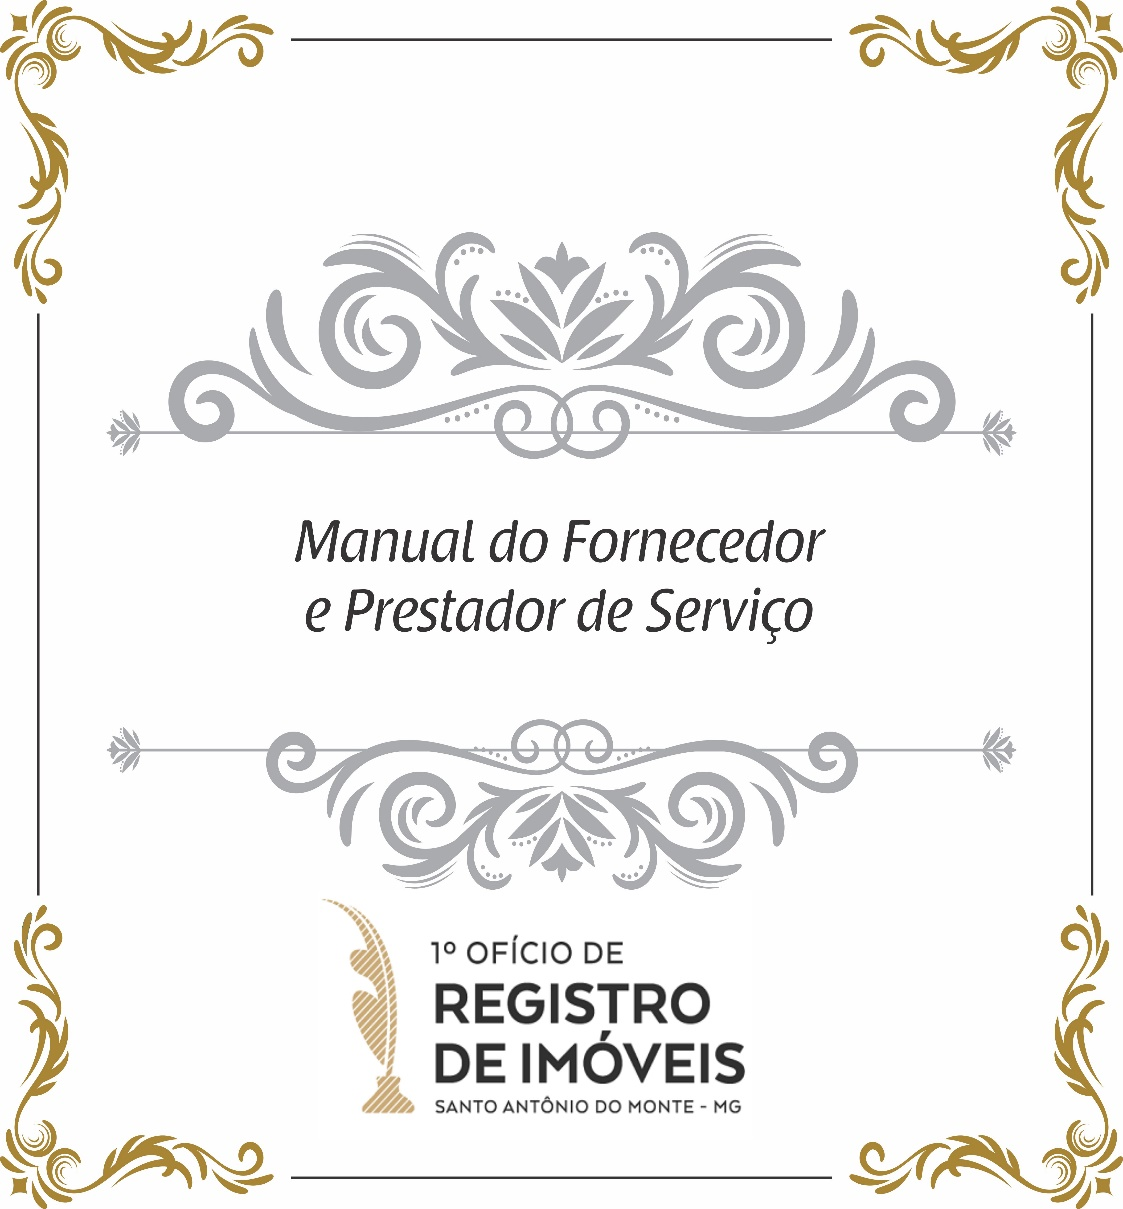 Manual do Fornecedor
e Prestador de Serviço
1º OFÍCIO DE
REGISTRO
DE IMÓVEIS
SANTO ANTÔNIO DO MONTE - MG